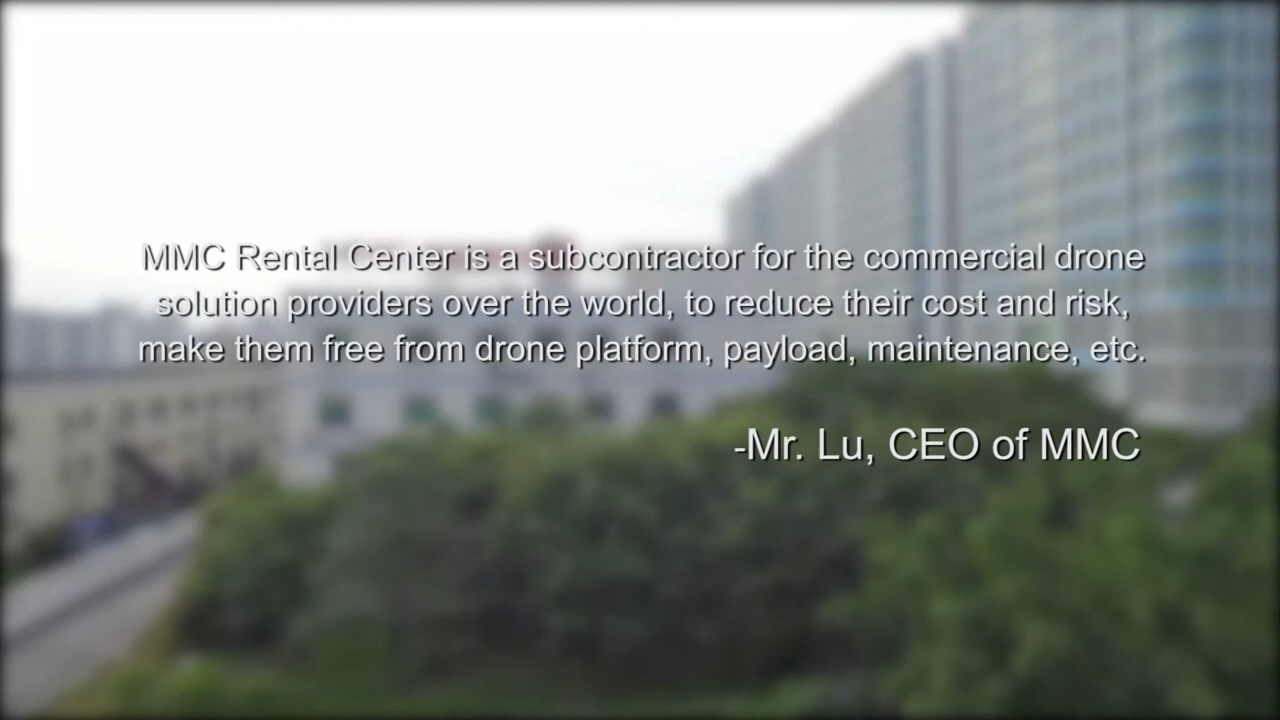 MMC Rental Center is a subcontractor for the commercial drone
solution providers over the world, to reduce their cost and risk,
make them free from drone platform, payload, maintenance, etc.
-Mr. Lu, CEO of MMC